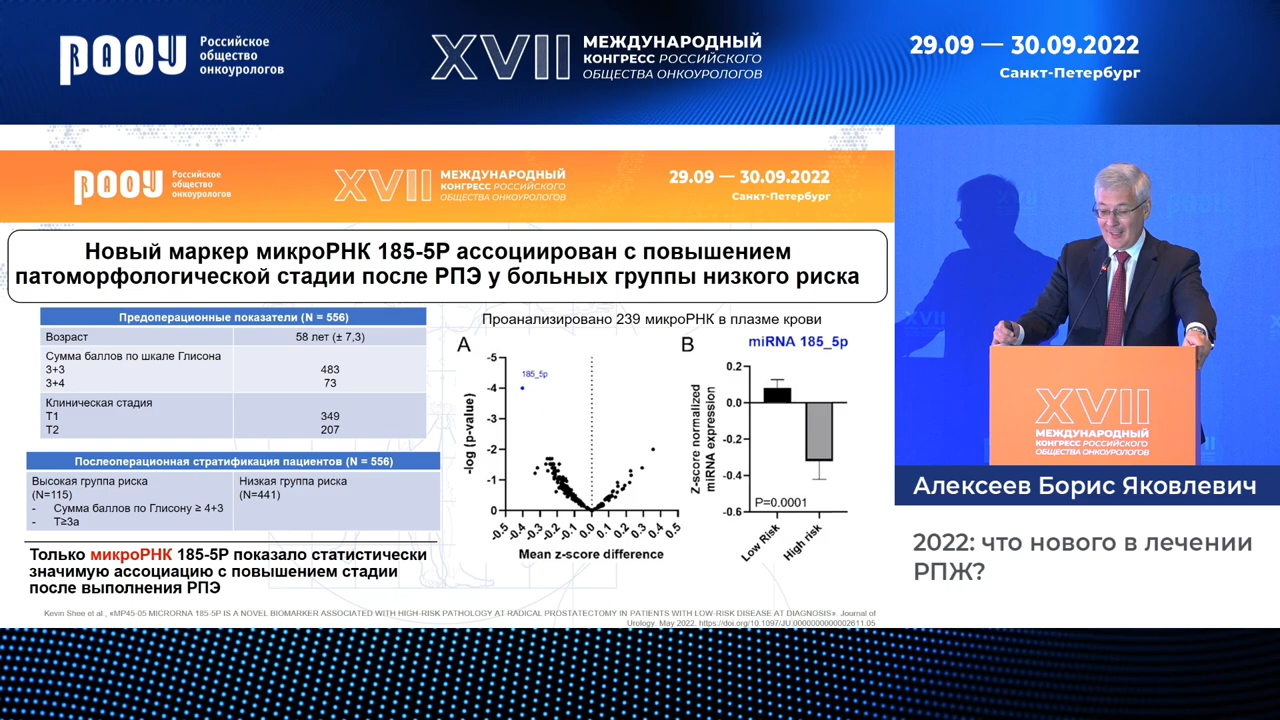 РАОУ
Российское
общество
онкоурологов
XVII
МЕЖДУНАРОДНЫЙ
КОНГРЕСС РОССИЙСКОГО
ОБЩЕСТВА ОНКОУРОЛОГОВ
29.09 — 30.09.2022
Санкт-Петербург
РАОУ
Российское
общество
онкоурологов
XVII
МЕЖДУНАРОДНЫЙ
КОНГРЕСС РОССИЙСКОГО
ОБЩЕСТВА ОНКОУРОЛОГОВ
29.09 — 30.09.2022
Санкт-Петербург
Новый маркер микроРНК 185-5Р ассоциирован с повышением
патоморфологической стадии после РПЭ у больных группы низкого риска
Предоперационные показатели (N = 556)
Возраст 58 лет (± 7,3)
Сумма баллов по шкале Глисона
3+3 483
3+4 73
Клиническая стадия
T1 349
T2 207
Послеоперационная стратификация пациентов (N = 556)
Высокая группа риска Низкая группа риска
(N=115) (N=441)
- Сумма баллов по Глисону ≥ 4+3
- T≥3a
Только микроРНК 185-5Р показало статистически
значимую ассоциацию с повышением стадии
после выполнения РПЭ
Проанализировано 239 микроРНК в плазме крови
A
-log (p-value)
-5
-4
-3
-2
-1
0
185_5p
-0.5 -0.4 -0.3 -0.2 -0.1 0.0 0.1 0.2 0.3 0.4 0.5
Mean z-score difference
B
miRNA 185_5p
Z-score normalized
miRNA expression
0.2
0.0
-0.2
-0.4
-0.6
P=0.0001
Low Risk High risk
Kevin Shee et al., «MP45-05 MICRORNA 185-5P IS A NOVEL BIOMARKER ASSOCIATED WITH HIGH-RISK PATHOLOGY AT RADICAL PROSTATECTOMY IN PATIENTS WITH LOW-RISK DISEASE AT DIAGNOSIS». Journal of
Urology. May 2022. https://doi.org/10.1097/JU.0000000000002611.05
XVII
МЕЖДУНАРОДНЫЙ
КОНГРЕСС РОССИЙСКОГО
ОБЩЕСТВА ОНКОУРОЛОГОВ
Алексеев Борис Яковлевич
2022: что нового в лечении
РПЖ?